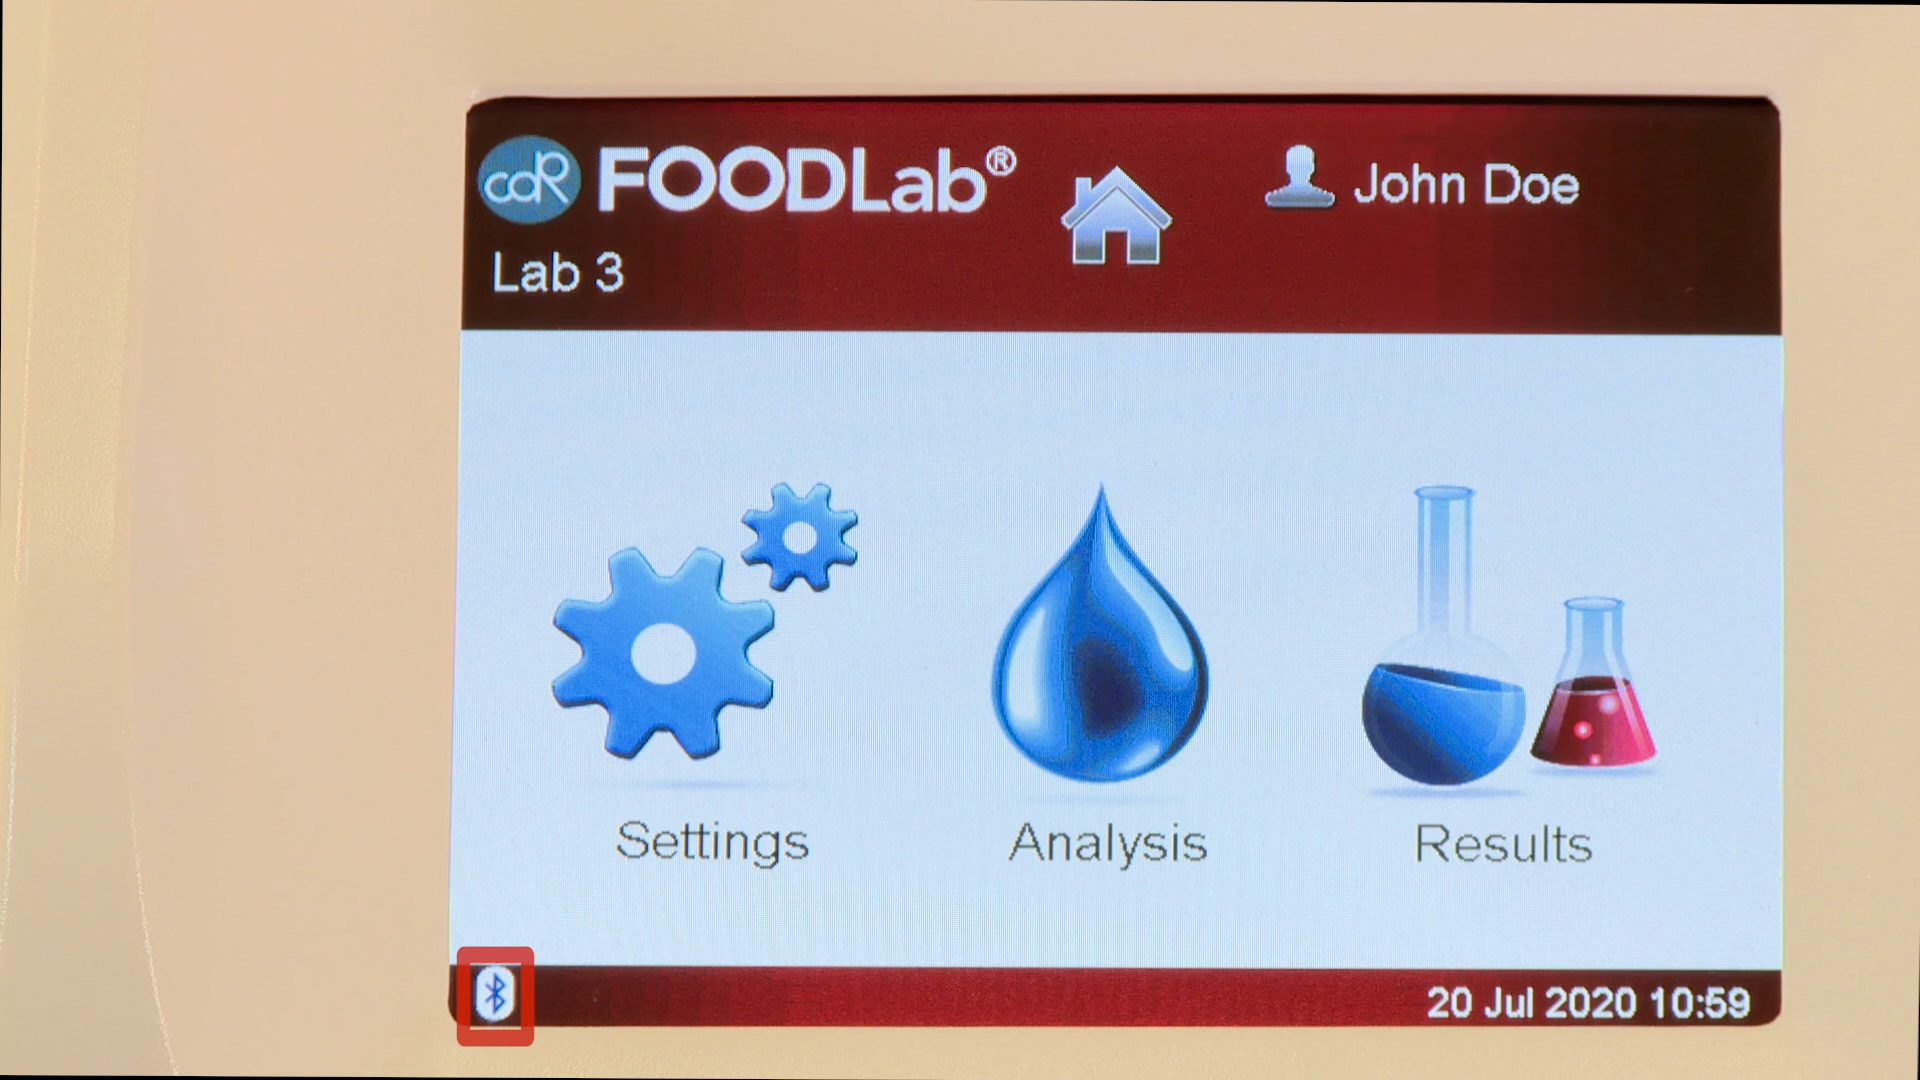 CDR FOODLab®
John Doe
Lab 3
Settings
Analysis
Results
20 Jul 2020 10:59